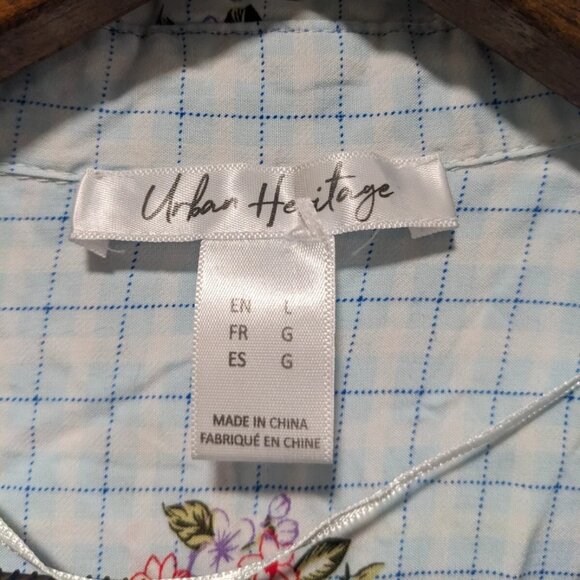 Urban Heritage
EN L
FR G
ES G
MADE IN CHINA
FABRIQUÉ EN CHINE